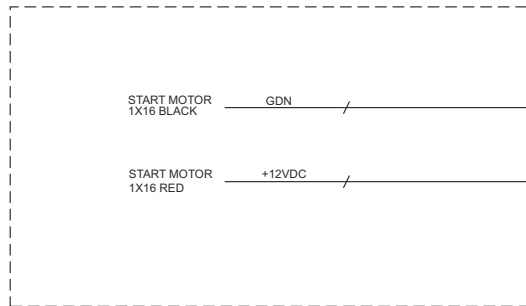 START MOTOR
1X16 BLACK
GDN
START MOTOR
1X16 RED
+12VDC